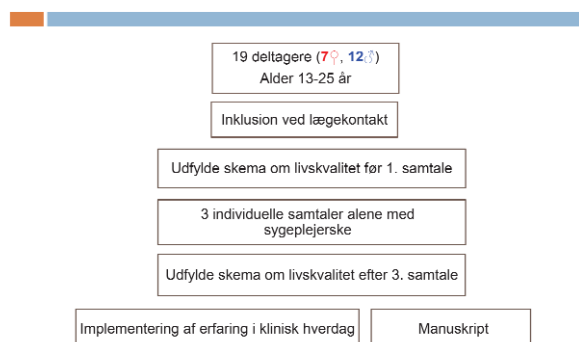 19 deltagere (7♀, 12♂)
Alder 13-25 år
Inklusion ved lægekontakt
Udfylde skema om livskvalitet før 1. samtale
3 individuelle samtaler alene med
sygeplejerske
Udfylde skema om livskvalitet efter 3. samtale
Implementering af erfaring i klinisk hverdag
Manuskript